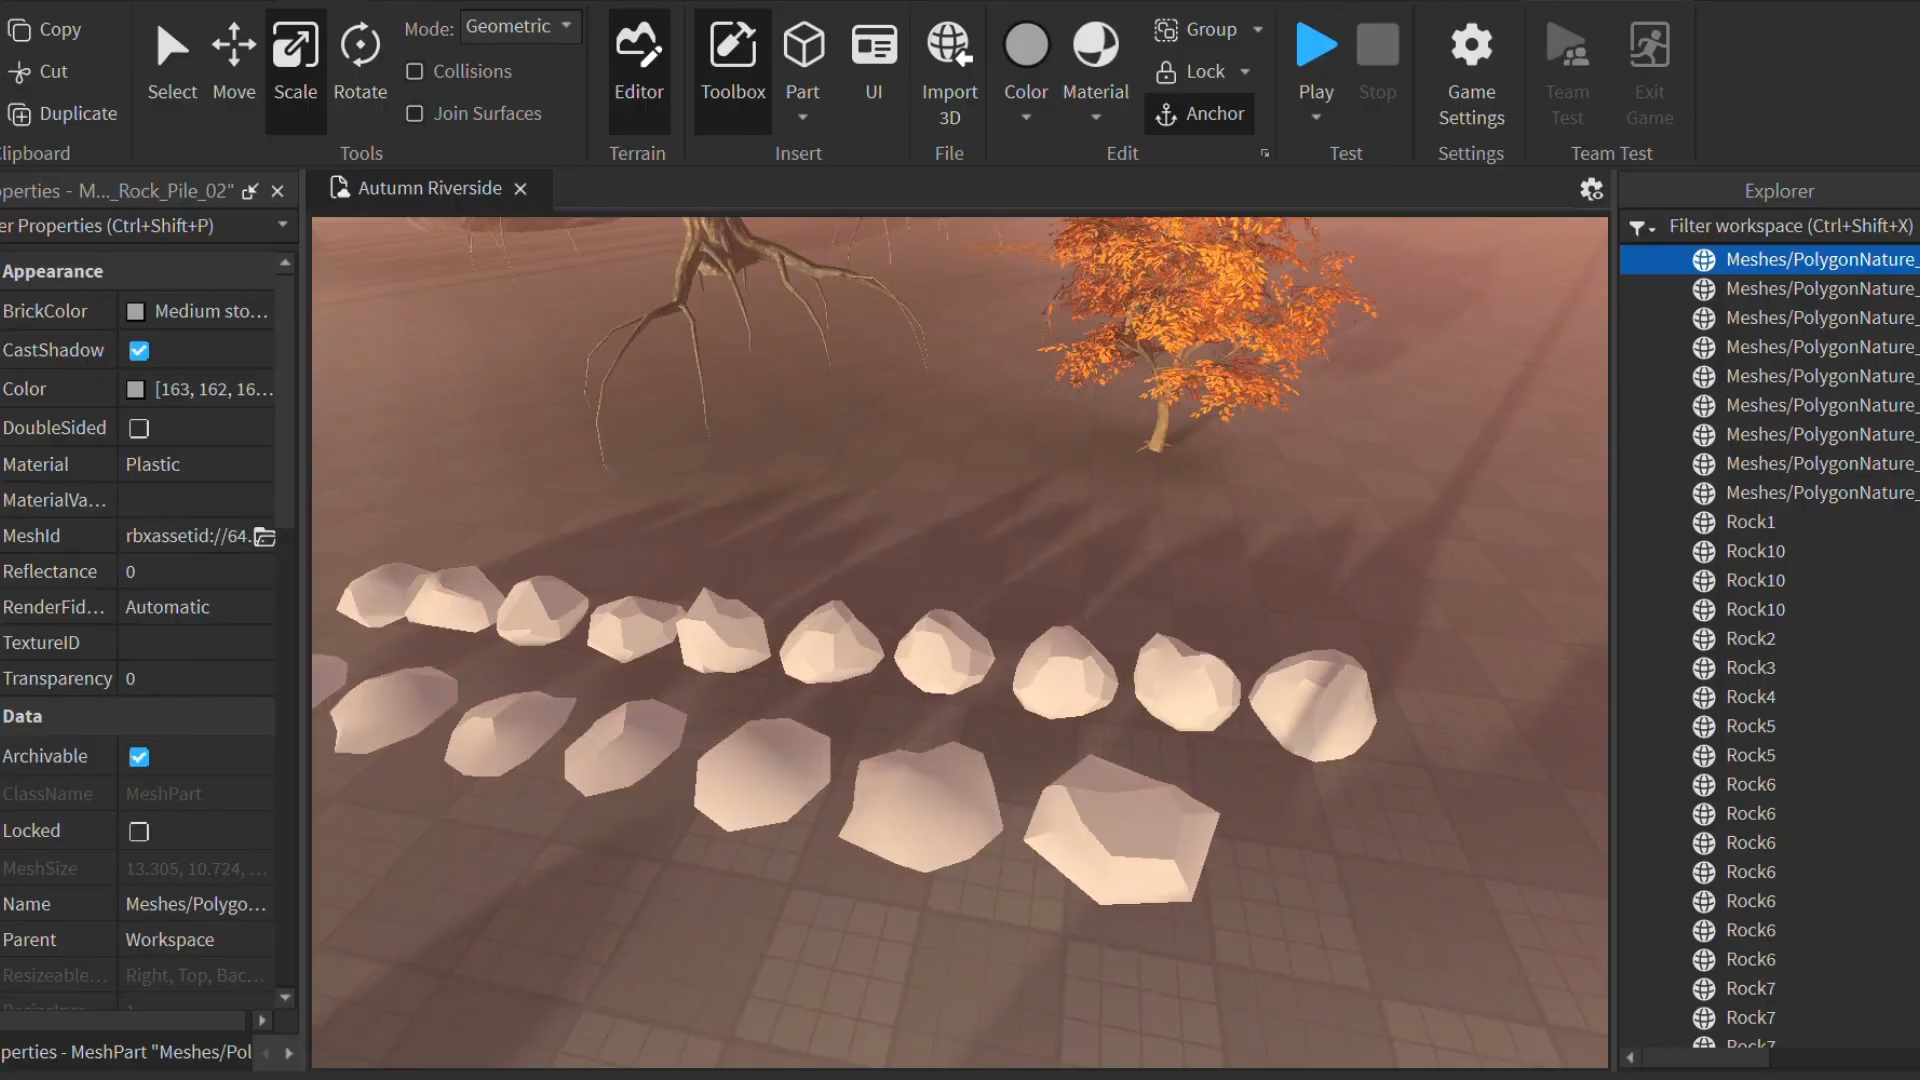 Copy
Cut
Duplicate
lipboard
Select
Move
Scale
Rotate
Mode: Geometric
Collisions
Join Surfaces
Tools
Editor
Terrain
Toolbox
Part
UI
Insert
Import
3D
File
Color
Material
Group
Lock
Anchor
Edit
Play
Stop
Test
Game
Settings
Settings
Team
Test
Exit
Game
Team Test
operties - M..._Rock_Pile_02"
er Properties (Ctrl+Shift+P)
Appearance
BrickColor Medium sto...
CastShadow
Color [163, 162, 16...
DoubleSided
Material Plastic
MaterialVa...
MeshId rbxassetid://64.
Reflectance 0
RenderFid... Automatic
TextureID
Transparency 0
Data
Archivable
ClassName MeshPart
Locked
MeshSize 13.305, 10.724, ...
Name Meshes/Polygo...
Parent Workspace
Resizeable... Right, Top, Bac...
perties - MeshPart "Meshes/Pol
Autumn Riverside
Explorer
Filter workspace (Ctrl+Shift+X)
Meshes/PolygonNature_
Meshes/PolygonNature_
Meshes/PolygonNature_
Meshes/PolygonNature_
Meshes/PolygonNature_
Meshes/PolygonNature_
Meshes/PolygonNature_
Meshes/PolygonNature_
Meshes/PolygonNature_
Rock1
Rock10
Rock10
Rock10
Rock2
Rock3
Rock4
Rock5
Rock5
Rock6
Rock6
Rock6
Rock6
Rock6
Rock6
Rock6
Rock7
Rock7
Rock7